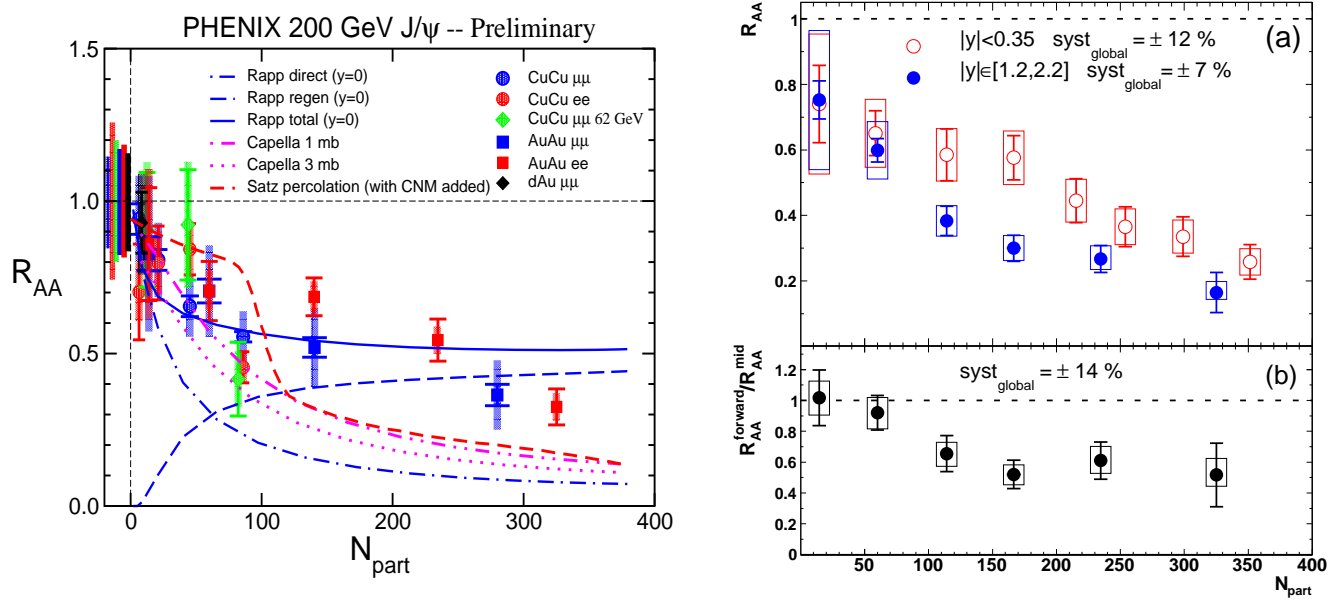 PHENIX 200 GeV J/ψ -- Preliminary
Rapp direct (y=0)
Rapp regen (y=0)
Rapp total (y=0)
Capella 1 mb
Capella 3 mb
Satz percolation (with CNM added)
CuCu μμ
CuCu ee
CuCu μμ 62 GeV
AuAu μμ
AuAu ee
dAu μμ
1.5
1.0
0.5
0.0
R_AA
0 100 200 300 400
N_part
R_AA
1
0.8
0.6
0.4
0.2
0
(a)
|y|<0.35 syst_global = ± 12 %
|y|∈[1.2,2.2] syst_global = ± 7 %
R_AA^forward/R_AA^mid
1.2
1
0.8
0.6
0.4
0.2
0
(b)
syst_global = ± 14 %
50 100 150 200 250 300 350 400
N_part